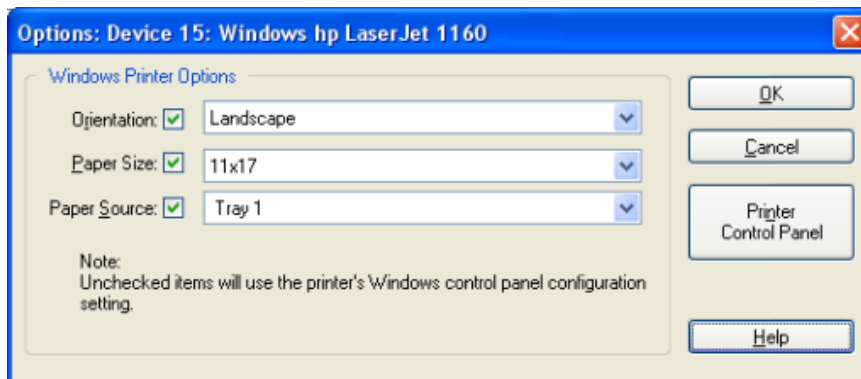 Options: Device 15: Windows hp LaserJet 1160
Windows Printer Options
Orientation: Landscape
Paper Size: 11x17
Paper Source: Tray 1
Note:
Unchecked items will use the printer's Windows control panel configuration
setting.
OK
Cancel
Printer
Control Panel
Help